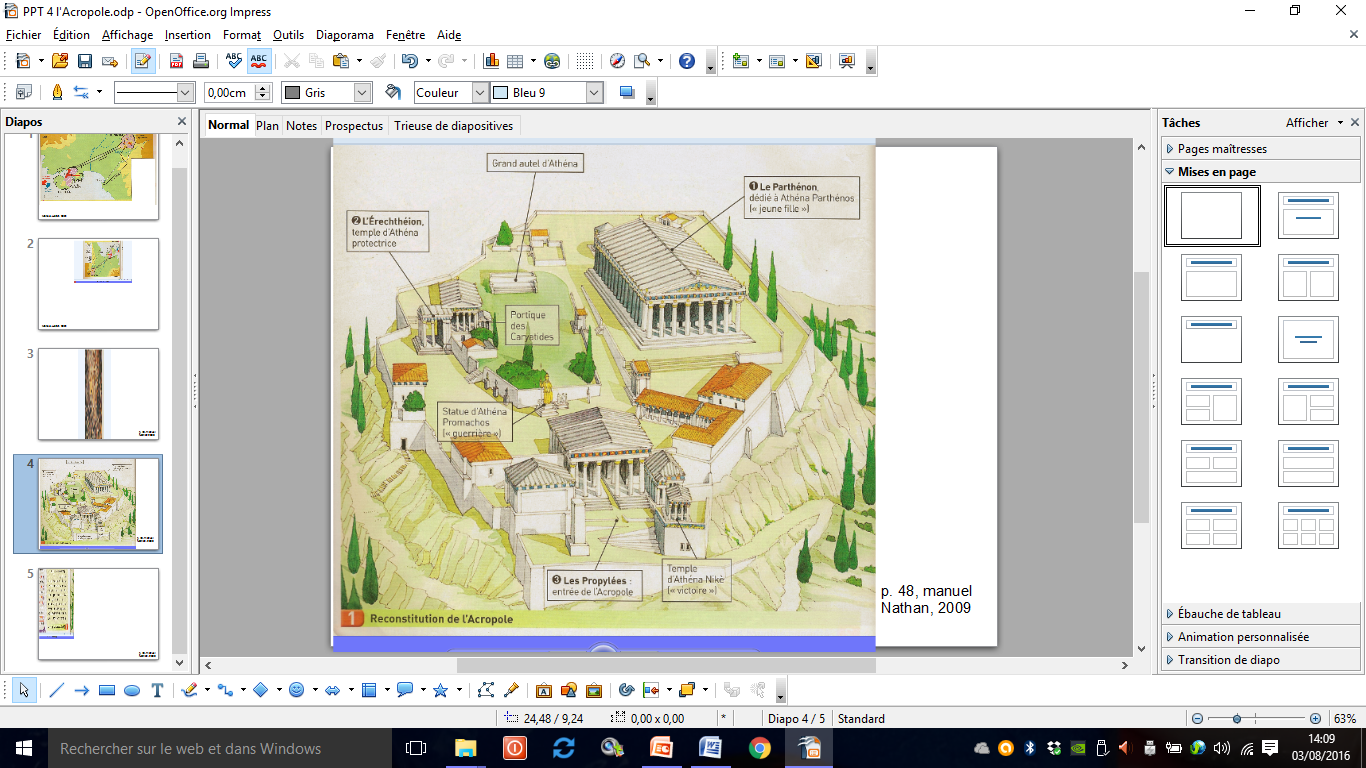 PPT 4 l'Acropole.odp - OpenOffice.org Impress
Fichier Édition Affichage Insertion Format Outils Diaporama Fenêtre Aide
0,00cm Gris Couleur Bleu 9
Diapos
Normal Plan Notes Prospectus Trieuse de diapositives
Tâches Afficher
Pages maîtresses
Mises en page
1
2
3
4
5
Grand autel d'Athéna
1 Le Parthénon,
dédié à Athéna Parthénos
(« jeune fille »)
2 L'Érechthéion,
temple d'Athéna
protectrice
Portique
des
Caryatides
Statue d'Athéna
Promachos
(« guerrière »)
3 Les Propylées :
entrée de l'Acropole
Temple
d'Athéna Nikè
(« victoire »)
1 Reconstitution de l'Acropole
p. 48, manuel
Nathan, 2009
Ébauche de tableau
Animation personnalisée
Transition de diapo
24,48 / 9,24 0,00 x 0,00 * Diapo 4 / 5 Standard 63%
Rechercher sur le web et dans Windows
14:09
03/08/2016